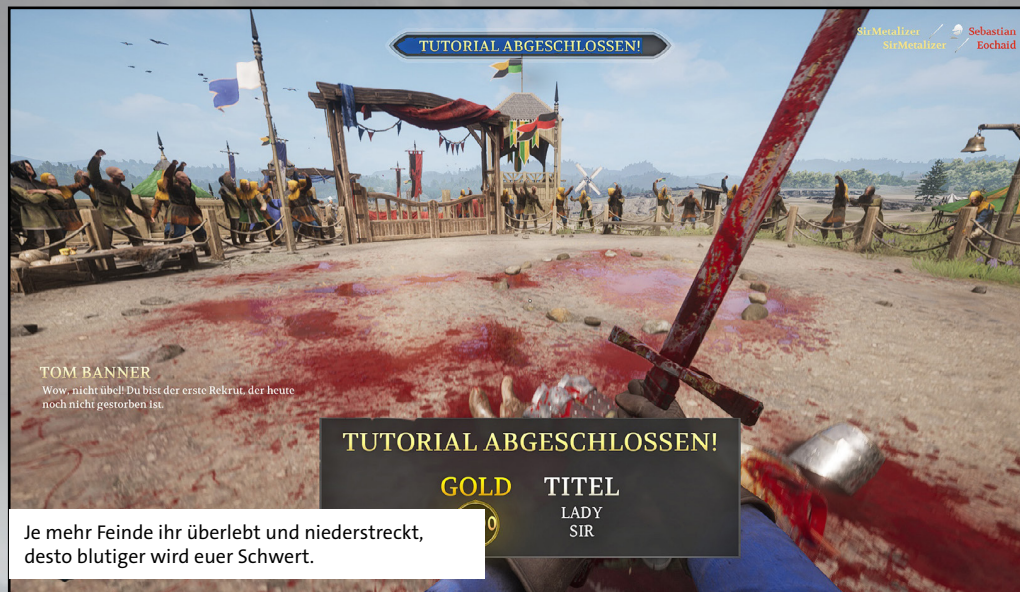 TUTORIAL ABGESCHLOSSEN!
SirMetalizer Sebastian
SirMetalizer Eochaid
TOM BANNER
Wow, nicht übel! Du bist der erste Rekrut, der heute
noch nicht gestorben ist.
TUTORIAL ABGESCHLOSSEN!
GOLD TITEL
LADY
SIR
Je mehr Feinde ihr überlebt und niederstreckt,
desto blutiger wird euer Schwert.